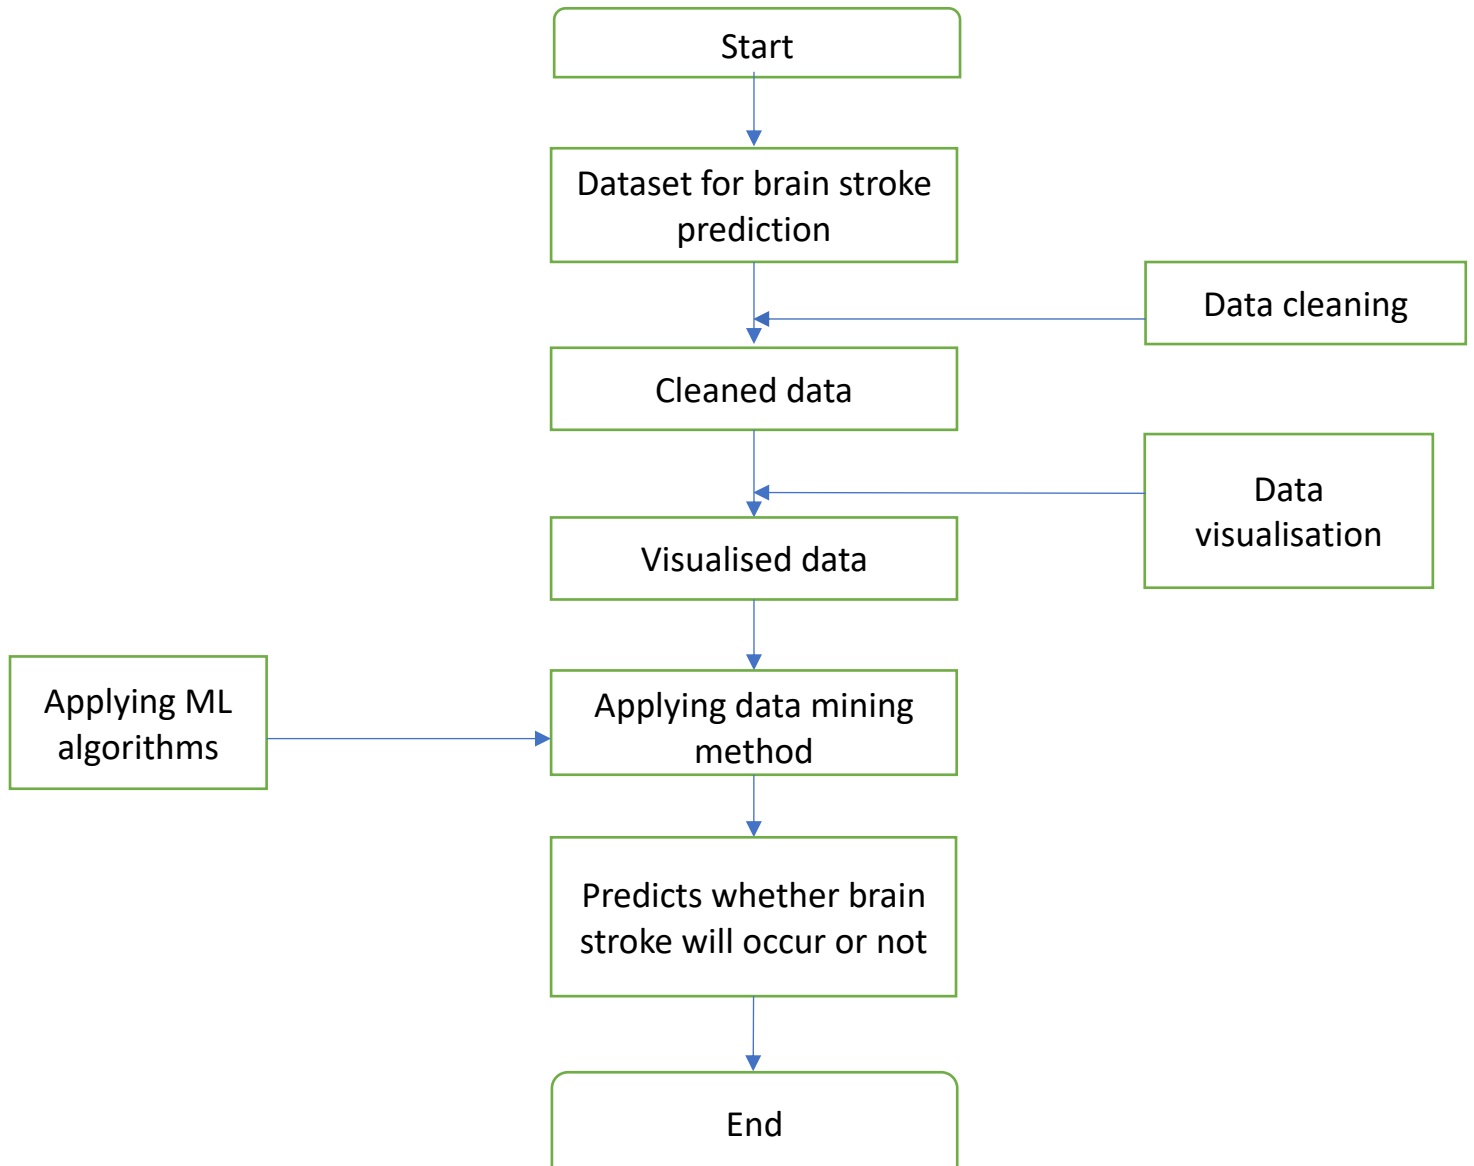 Start
Dataset for brain stroke
prediction
Data cleaning
Cleaned data
Data
visualisation
Visualised data
Applying ML
algorithms
Applying data mining
method
Predicts whether brain
stroke will occur or not
End